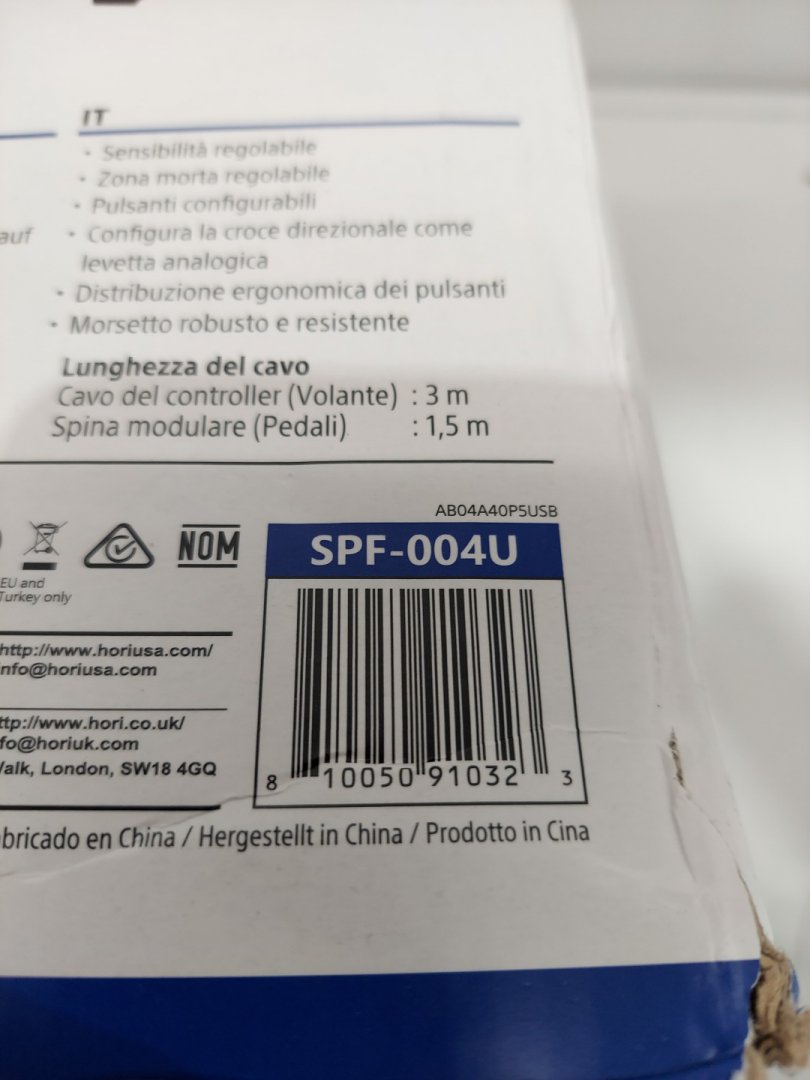 IT
• Sensibilità regolabile
• Zona morta regolabile
• Pulsanti configurabili
auf
• Configura la croce direzionale come
levetta analogica
• Distribuzione ergonomica dei pulsanti
• Morsetto robusto e resistente
Lunghezza del cavo
Cavo del controller (Volante) : 3 m
Spina modulare (Pedali) : 1,5 m
AB04A40P5USB
NOM
SPF-004U
EU and
Turkey only
http://www.horiusa.com/
nfo@horiusa.com
ttp://www.hori.co.uk/
fo@horiuk.com
alk, London, SW18 4GQ
8 10050 91032 3
bricado en China / Hergestellt in China / Prodotto in Cina